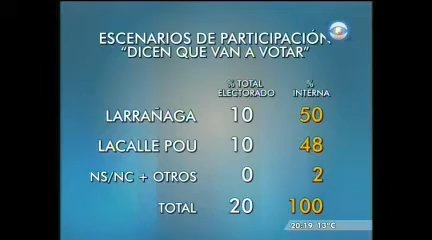 ESCENARIOS DE PARTICIPACIÓN
"DICEN QUE VAN A VOTAR"
% TOTAL ELECTORADO % INTERNA
LARRAÑAGA 10 50
LACALLE POU 10 48
NS/NC + OTROS 0 2
TOTAL 20 100
20:19 13°C